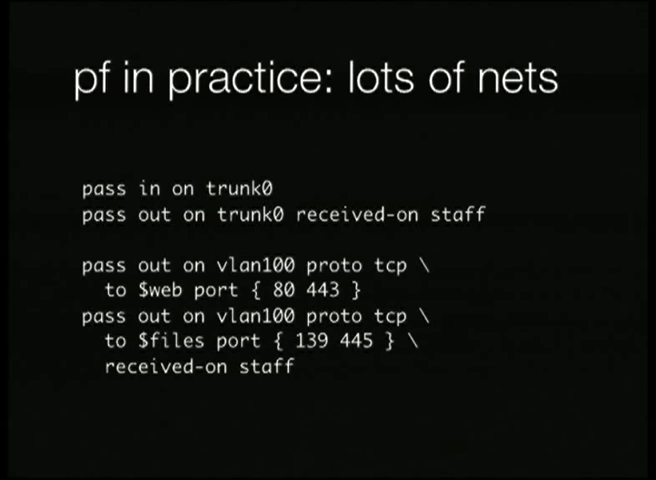 pf in practice: lots of nets
pass in on trunk0
pass out on trunk0 received-on staff
pass out on vlan100 proto tcp \
to $web port { 80 443 }
pass out on vlan100 proto tcp \
to $files port { 139 445 } \
received-on staff